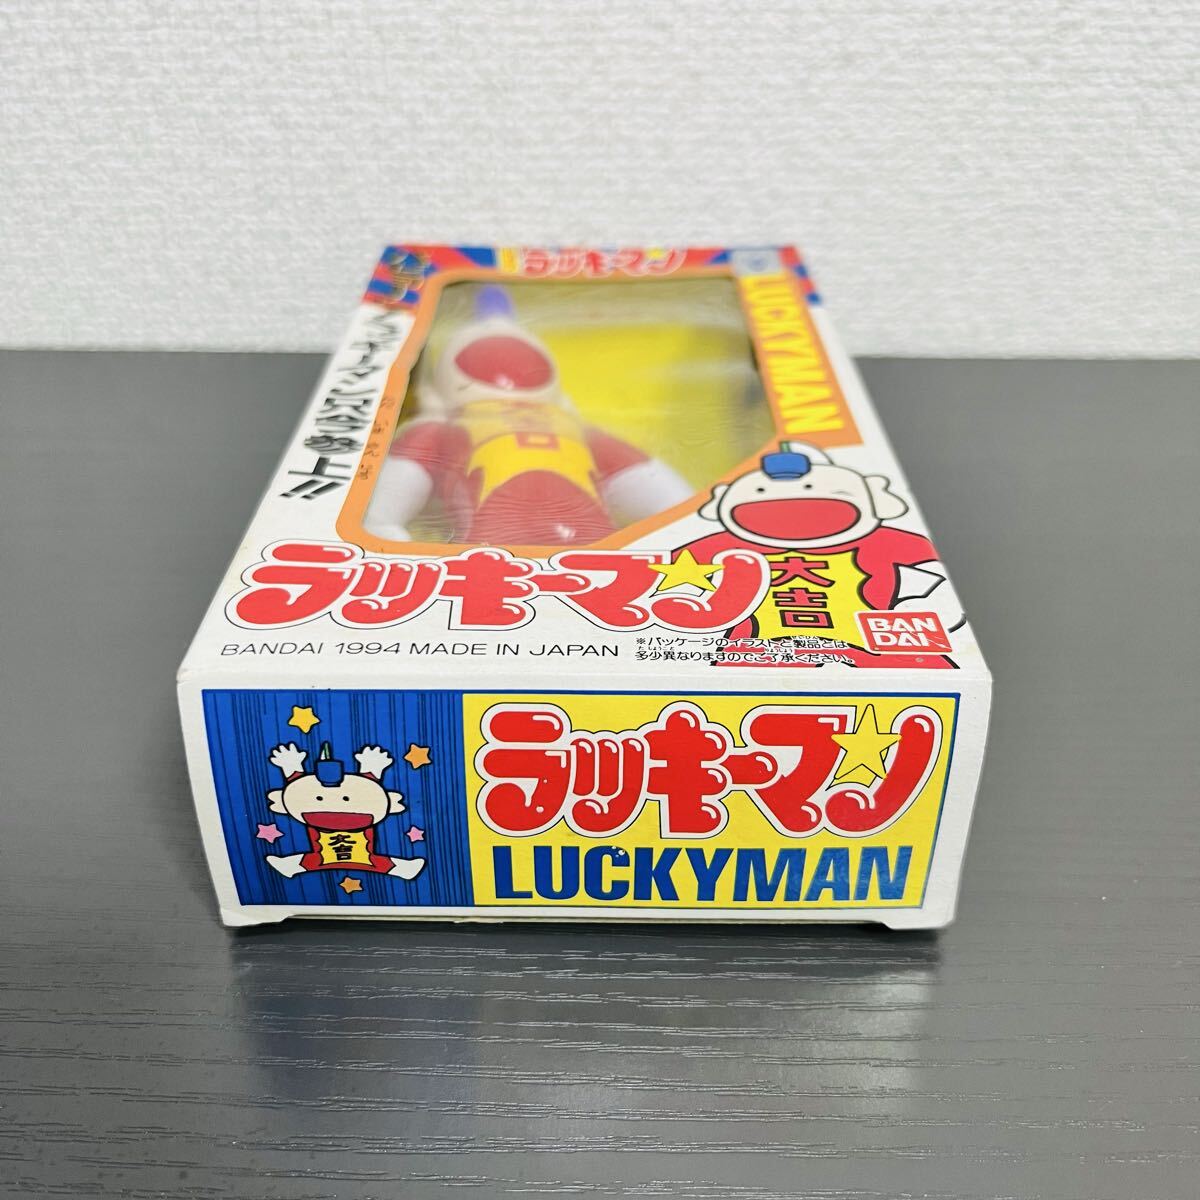 ラッキーマン
LUCKYMAN
ラッキーマン
大吉
BAN
DAI
BANDAI 1994 MADE IN JAPAN
※パッケージのイラストと製品とは
多少異なりますのでご了承ください。
大吉
ラッキーマン
LUCKYMAN